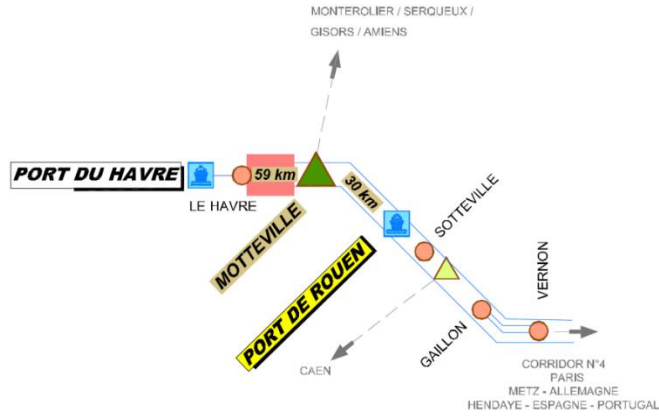 MONTEROLIER / SERQUEUX /
GISORS / AMIENS
PORT DU HAVRE
59 km
LE HAVRE
MOTTEVILLE
30 km
SOTTEVILLE
PORT DE ROUEN
VERNON
GAILLON
CAEN
CORRIDOR N°4
PARIS
METZ - ALLEMAGNE
HENDAYE - ESPAGNE - PORTUGAL